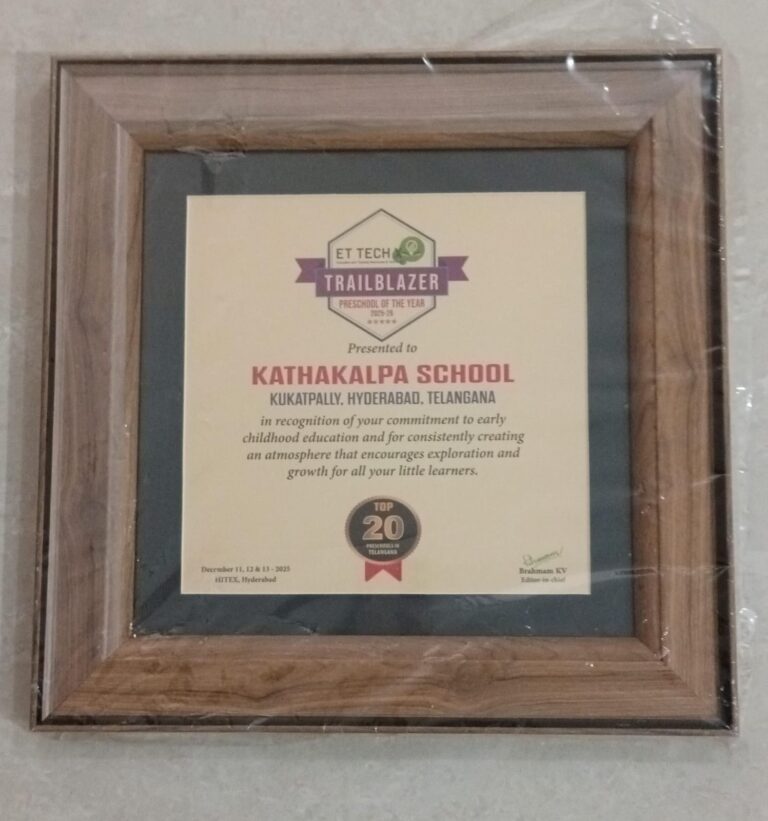 ET TECH X
TRAILBLAZER
PRESCHOOL OF THE YEAR
2025-26
Presented to
KATHAKALPA SCHOOL
KUKATPALLY, HYDERABAD, TELANGANA
in recognition of your commitment to early
childhood education and for consistently creating
an atmosphere that encourages exploration and
growth for all your little learners.
TOP
20
PRESCHOOLS IN
TELANGANA
December 11, 12 & 13 - 2025
HITEX, Hyderabad
Brahmam KV
Editor-in-chief